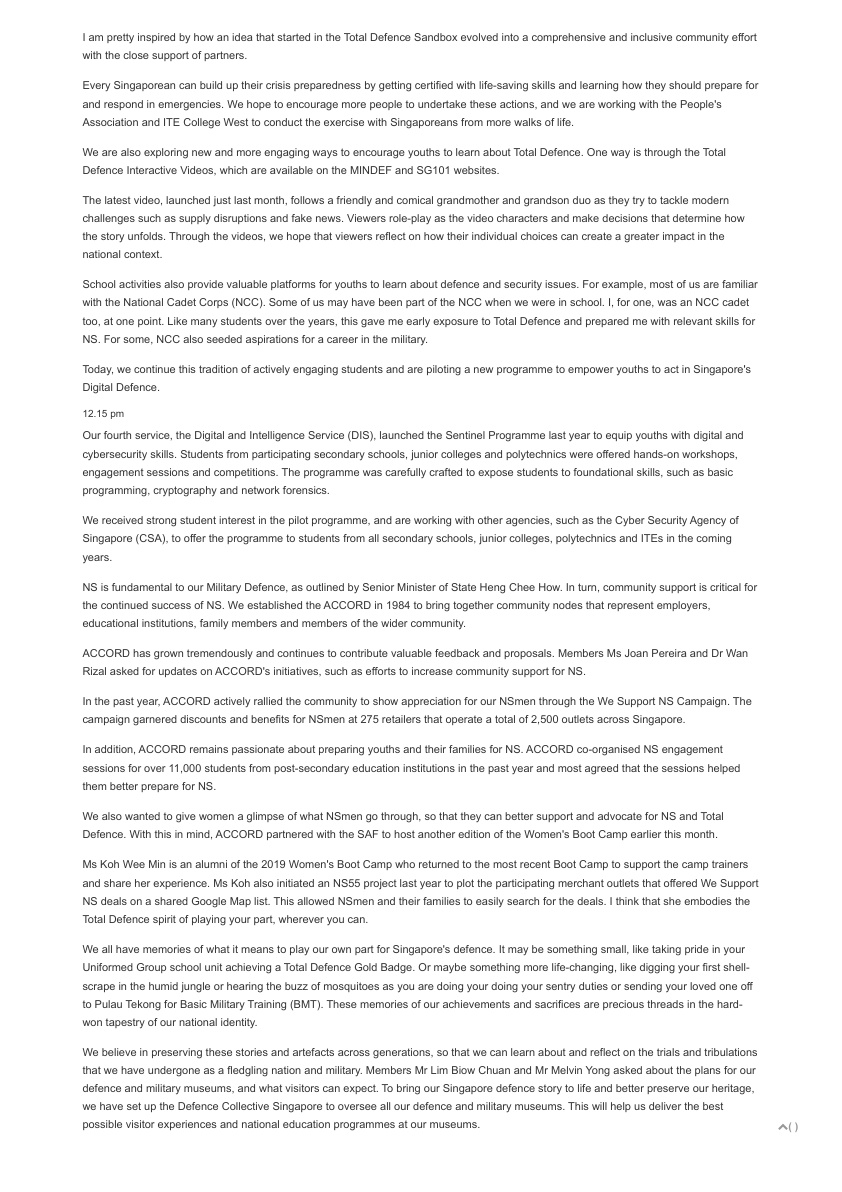 I am pretty inspired by how an idea that started in the Total Defence Sandbox evolved into a comprehensive and inclusive community effort
with the close support of partners.
Every Singaporean can build up their crisis preparedness by getting certified with life-saving skills and learning how they should prepare for
and respond in emergencies. We hope to encourage more people to undertake these actions, and we are working with the People's
Association and ITE College West to conduct the exercise with Singaporeans from more walks of life.
We are also exploring new and more engaging ways to encourage youths to learn about Total Defence. One way is through the Total
Defence Interactive Videos, which are available on the MINDEF and SG101 websites.
The latest video, launched just last month, follows a friendly and comical grandmother and grandson duo as they try to tackle modern
challenges such as supply disruptions and fake news. Viewers role-play as the video characters and make decisions that determine how
the story unfolds. Through the videos, we hope that viewers reflect on how their individual choices can create a greater impact in the
national context.
School activities also provide valuable platforms for youths to learn about defence and security issues. For example, most of us are familiar
with the National Cadet Corps (NCC). Some of us may have been part of the NCC when we were in school. I, for one, was an NCC cadet
too, at one point. Like many students over the years, this gave me early exposure to Total Defence and prepared me with relevant skills for
NS. For some, NCC also seeded aspirations for a career in the military.
Today, we continue this tradition of actively engaging students and are piloting a new programme to empower youths to act in Singapore's
Digital Defence.
12.15 pm
Our fourth service, the Digital and Intelligence Service (DIS), launched the Sentinel Programme last year to equip youths with digital and
cybersecurity skills. Students from participating secondary schools, junior colleges and polytechnics were offered hands-on workshops,
engagement sessions and competitions. The programme was carefully crafted to expose students to foundational skills, such as basic
programming, cryptography and network forensics.
We received strong student interest in the pilot programme, and are working with other agencies, such as the Cyber Security Agency of
Singapore (CSA), to offer the programme to students from all secondary schools, junior colleges, polytechnics and ITEs in the coming
years.
NS is fundamental to our Military Defence, as outlined by Senior Minister of State Heng Chee How. In turn, community support is critical for
the continued success of NS. We established the ACCORD in 1984 to bring together community nodes that represent employers,
educational institutions, family members and members of the wider community.
ACCORD has grown tremendously and continues to contribute valuable feedback and proposals. Members Ms Joan Pereira and Dr Wan
Rizal asked for updates on ACCORD's initiatives, such as efforts to increase community support for NS.
In the past year, ACCORD actively rallied the community to show appreciation for our NSmen through the We Support NS Campaign. The
campaign garnered discounts and benefits for NSmen at 275 retailers that operate a total of 2,500 outlets across Singapore.
In addition, ACCORD remains passionate about preparing youths and their families for NS. ACCORD co-organised NS engagement
sessions for over 11,000 students from post-secondary education institutions in the past year and most agreed that the sessions helped
them better prepare for NS.
We also wanted to give women a glimpse of what NSmen go through, so that they can better support and advocate for NS and Total
Defence. With this in mind, ACCORD partnered with the SAF to host another edition of the Women's Boot Camp earlier this month.
Ms Koh Wee Min is an alumni of the 2019 Women's Boot Camp who returned to the most recent Boot Camp to support the camp trainers
and share her experience. Ms Koh also initiated an NS55 project last year to plot the participating merchant outlets that offered We Support
NS deals on a shared Google Map list. This allowed NSmen and their families to easily search for the deals. I think that she embodies the
Total Defence spirit of playing your part, wherever you can.
We all have memories of what it means to play our own part for Singapore's defence. It may be something small, like taking pride in your
Uniformed Group school unit achieving a Total Defence Gold Badge. Or maybe something more life-changing, like digging your first shell-
scrape in the humid jungle or hearing the buzz of mosquitoes as you are doing your doing your sentry duties or sending your loved one off
to Pulau Tekong for Basic Military Training (BMT). These memories of our achievements and sacrifices are precious threads in the hard-
won tapestry of our national identity.
We believe in preserving these stories and artefacts across generations, so that we can learn about and reflect on the trials and tribulations
that we have undergone as a fledgling nation and military. Members Mr Lim Biow Chuan and Mr Melvin Yong asked about the plans for our
defence and military museums, and what visitors can expect. To bring our Singapore defence story to life and better preserve our heritage,
we have set up the Defence Collective Singapore to oversee all our defence and military museums. This will help us deliver the best
possible visitor experiences and national education programmes at our museums.
( )